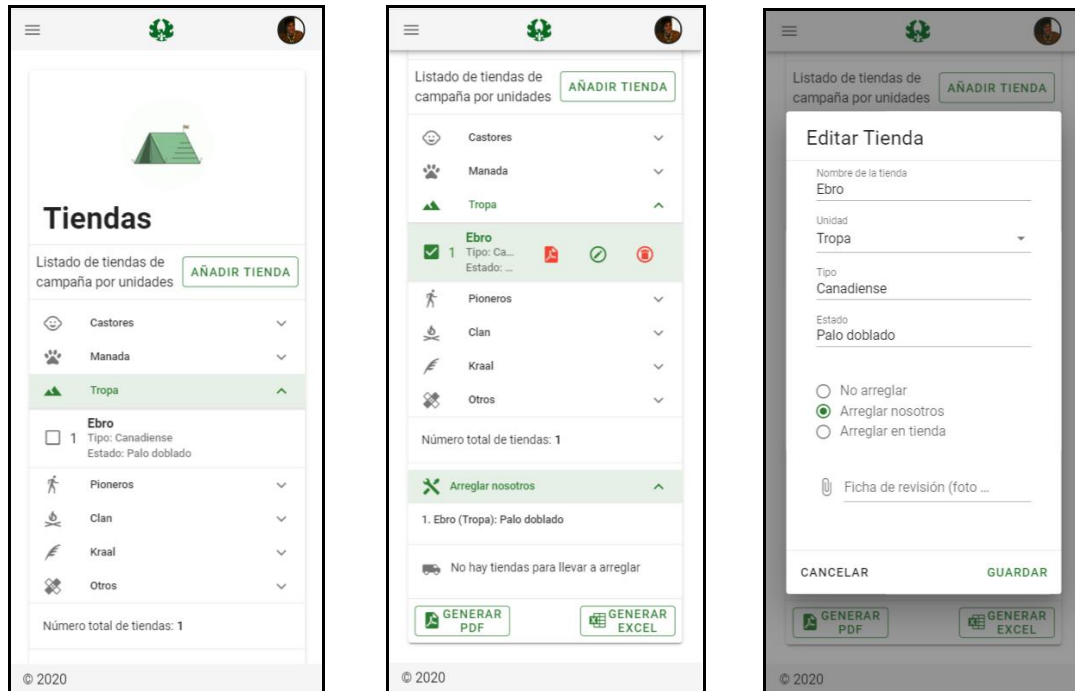 Tiendas
Listado de tiendas de
campaña por unidades
AÑADIR TIENDA
Castores
Manada
Tropa
1
Ebro
Tipo: Canadiense
Estado: Palo doblado
Pioneros
Clan
Kraal
Otros
Número total de tiendas: 1
© 2020
Listado de tiendas de
campaña por unidades
AÑADIR TIENDA
Castores
Manada
Tropa
1
Ebro
Tipo: Ca...
Estado: ...
Pioneros
Clan
Kraal
Otros
Número total de tiendas: 1
Arreglar nosotros
1. Ebro (Tropa): Palo doblado
No hay tiendas para llevar a arreglar
GENERAR
PDF
GENERAR
EXCEL
© 2020
Listado de tiendas de
campaña por unidades
AÑADIR TIENDA
Editar Tienda
Nombre de la tienda
Ebro
Unidad
Tropa
Tipo
Canadiense
Estado
Palo doblado
No arreglar
Arreglar nosotros
Arreglar en tienda
Ficha de revisión (foto ...
CANCELAR
GUARDAR
GENERAR
PDF
GENERAR
EXCEL
© 2020